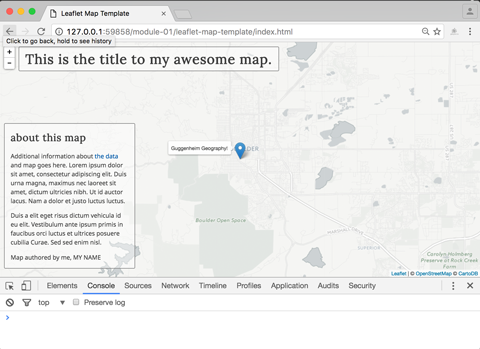 Leaflet Map Template
127.0.0.1:59858/module-01/leaflet-map-template/index.html
Click to go back, hold to see history
+
This is the title to my awesome map.
-
about this map
Additional information about the data
and map goes here. Lorem ipsum dolor
sit amet, consectetur adipiscing elit. Duis
urna magna, maximus nec laoreet sit
amet, dictum ultricies nibh. Ut id auctor
lacus. Nam a dolor et justo luctus luctus.
Duis a elit eget risus dictum vehicula id
eu elit. Vestibulum ante ipsum primis in
faucibus orci luctus et ultrices posuere
cubilia Curae. Sed sed enim nisl.
Map authored by me, MY NAME
Guggenheim Geography!
Boulder Open Space
SUPERIOR
Carolyn Holmberg
Preserve at Rock Creek
Farm
Leaflet | © OpenStreetMap © CartoDB
Elements Console Sources Network Timeline Profiles Application Audits Security
top Preserve log